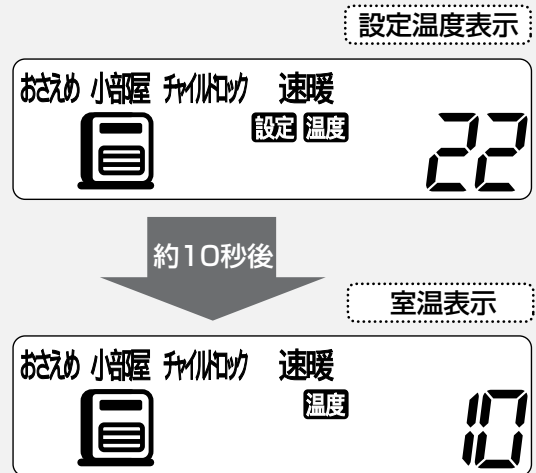 設定温度表示
おさえめ 小部屋 チャイルドロック 速暖
設定 温度
22
約10秒後
室温表示
おさえめ 小部屋 チャイルドロック 速暖
温度
10